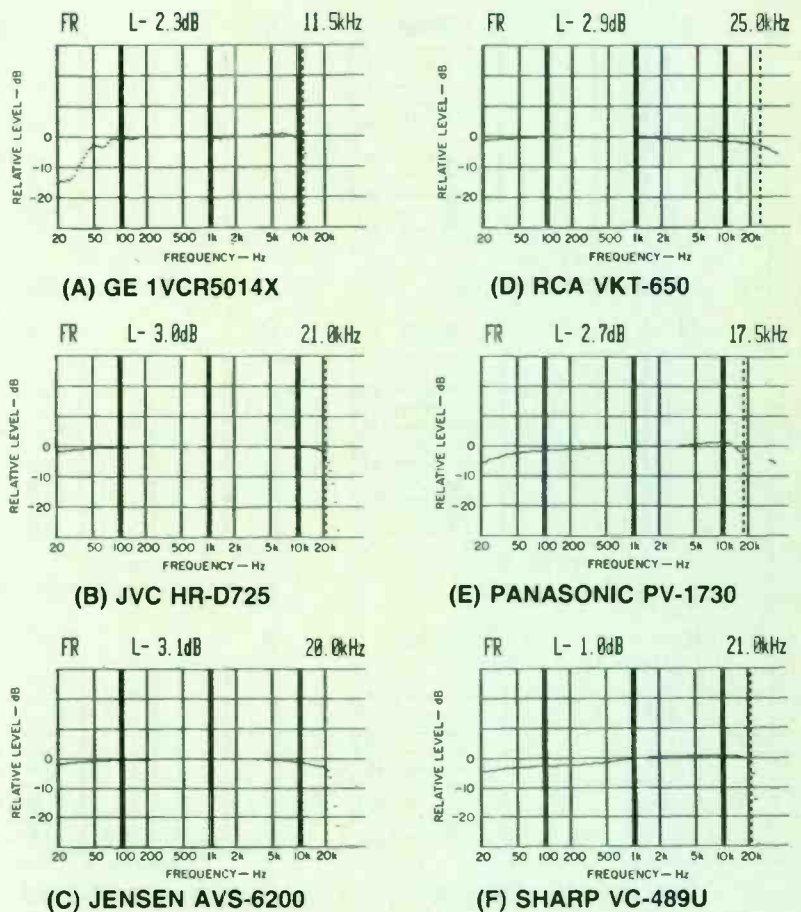 FR L- 2.3dB 11.5kHz
RELATIVE LEVEL — dB
0
-10
-20
20 50 100 200 500 1k 2k 5k 10k 20k
FREQUENCY — Hz
(A) GE 1VCR5014X
FR L- 3.0dB 21.0kHz
RELATIVE LEVEL — dB
0
-10
-20
20 50 100 200 500 1k 2k 5k 10k 20k
FREQUENCY — Hz
(B) JVC HR-D725
FR L- 3.1dB 20.0kHz
RELATIVE LEVEL — dB
0
-10
-20
20 50 100 200 500 1k 2k 5k 10k 20k
FREQUENCY — Hz
(C) JENSEN AVS-6200
FR L- 2.9dB 25.0kHz
RELATIVE LEVEL — dB
0
-10
-20
20 50 100 200 500 1k 2k 5k 10k 20k
FREQUENCY — Hz
(D) RCA VKT-650
FR L- 2.7dB 17.5kHz
RELATIVE LEVEL — dB
0
-10
-20
20 50 100 200 500 1k 2k 5k 10k 20k
FREQUENCY — Hz
(E) PANASONIC PV-1730
FR L- 1.0dB 21.0kHz
RELATIVE LEVEL — dB
0
-10
-20
20 50 100 200 500 1k 2k 5k 10k 20k
FREQUENCY — Hz
(F) SHARP VC-489U